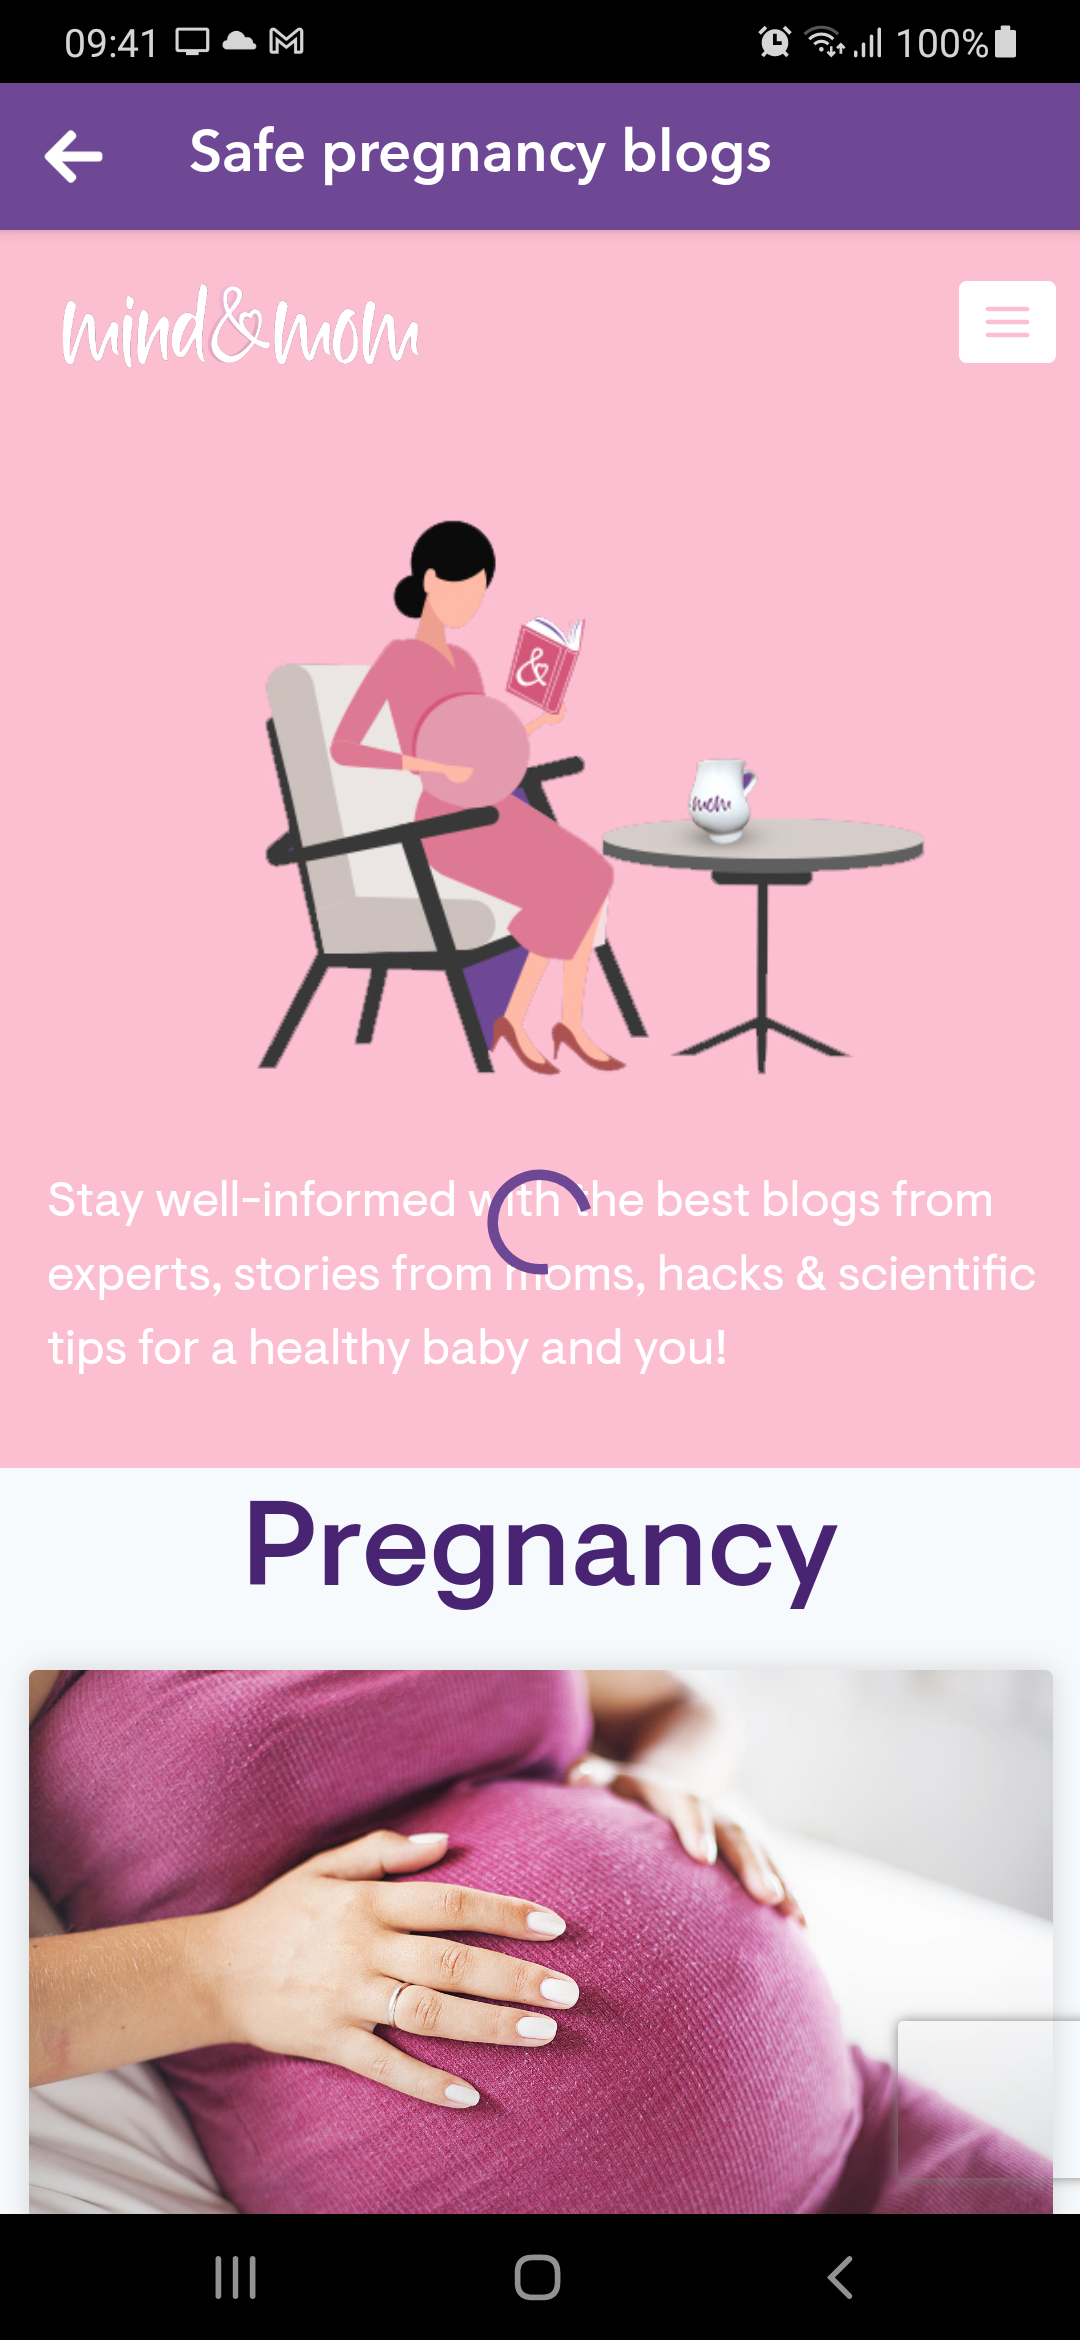 09:41
100%
Safe pregnancy blogs
mind&mom
&
mom
Stay well-informed with the best blogs from
experts, stories from moms, hacks & scientific
tips for a healthy baby and you!
Pregnancy